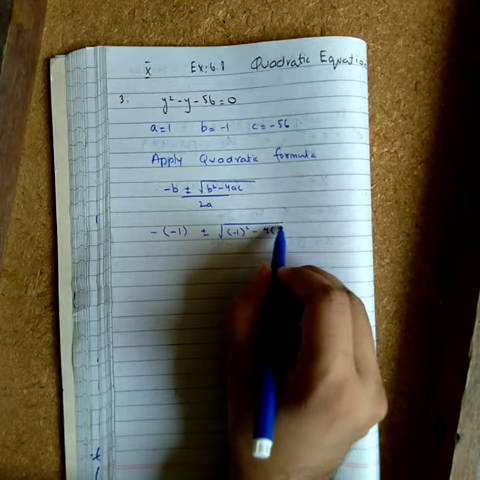 x̄ Ex:6.1 Quadratic Equation
3. y² - y - 56 = 0
a=1 b=-1 c=-56
Apply Quadratic formula
-b ± √b²-4ac
2a
-(-1) ± √(-1)² - 4(